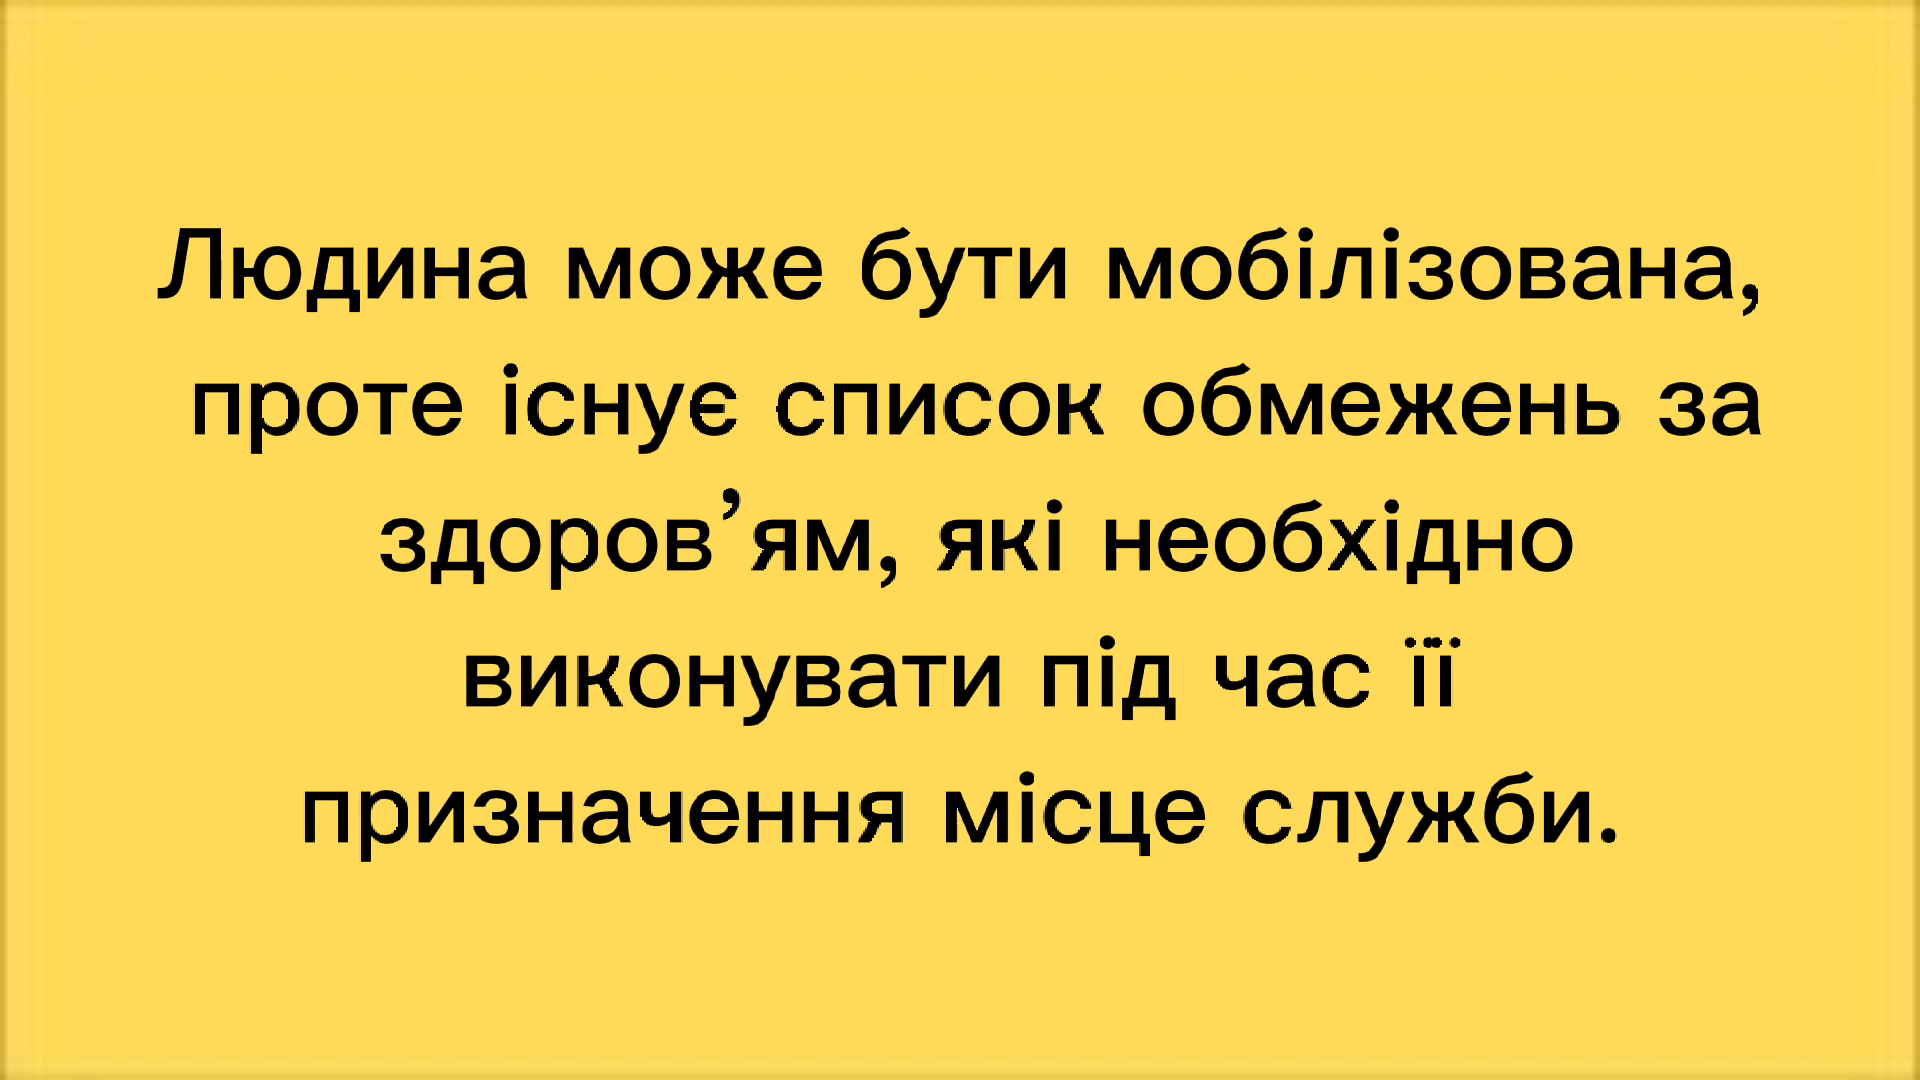 Людина може бути мобілізована,
проте існує список обмежень за
здоров’ям, які необхідно
виконувати під час її
призначення місце служби.